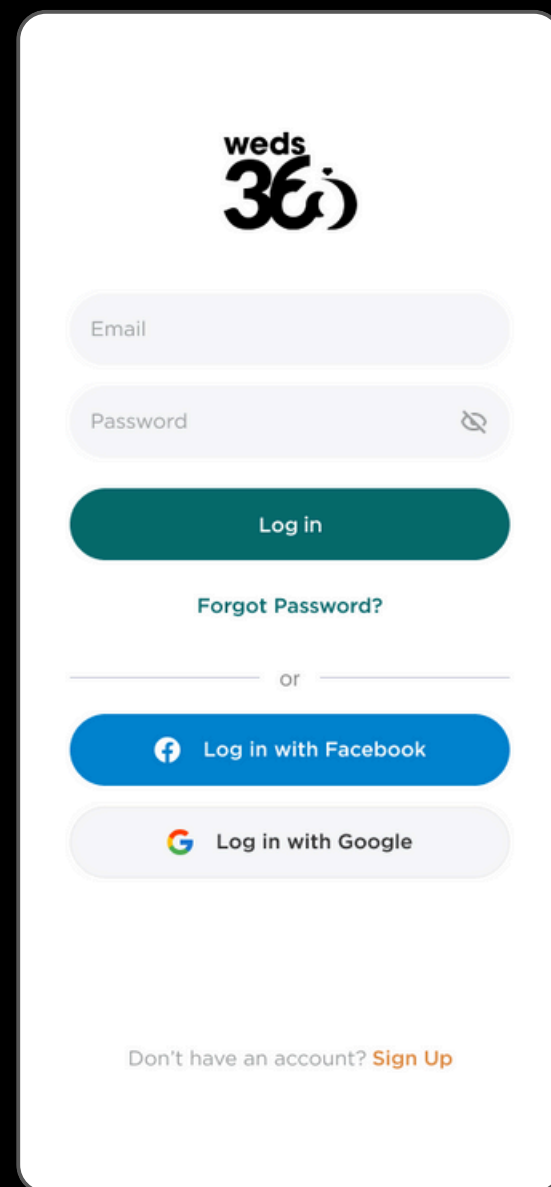 weds
360
Email
Password
Log in
Forgot Password?
or
Log in with Facebook
Log in with Google
Don't have an account? Sign Up